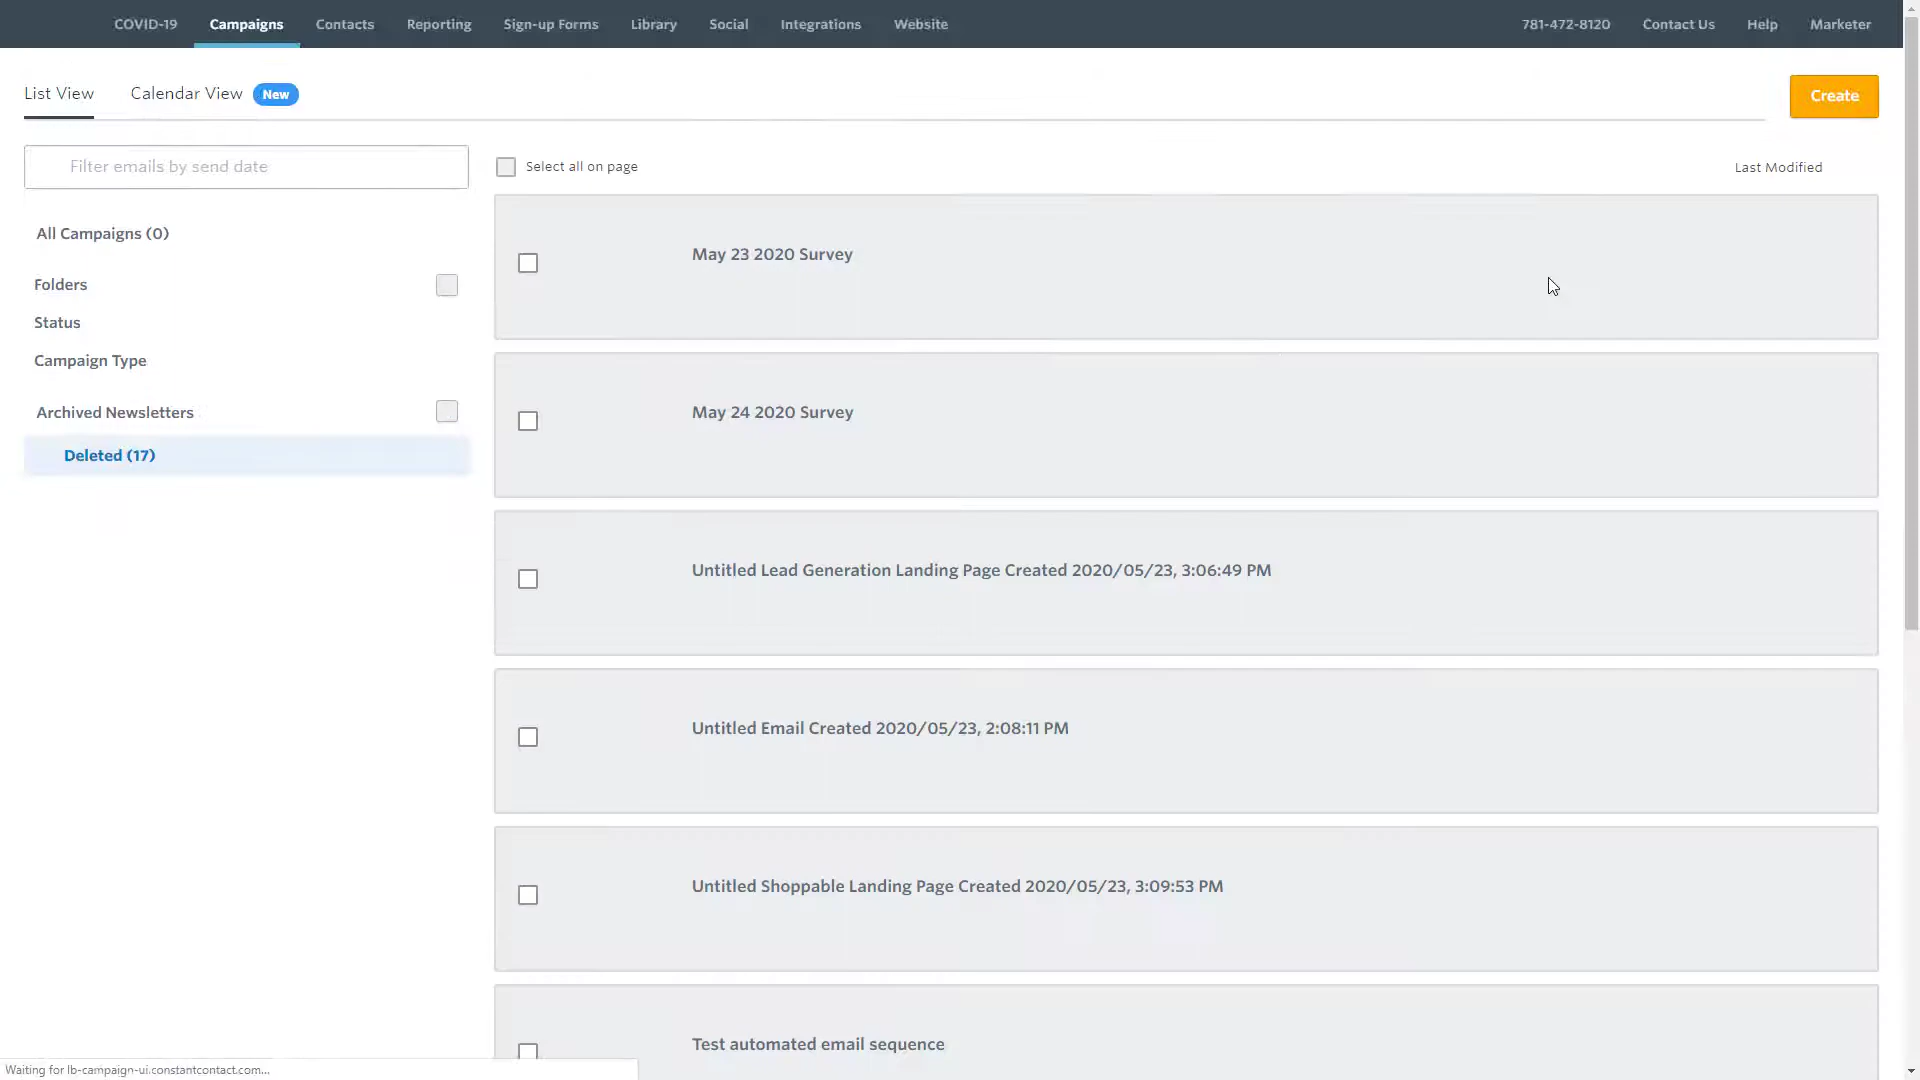 COVID-19 Campaigns Contacts Reporting Sign-up Forms Library Social Integrations Website 781-472-8120 Contact Us Help Marketer
List View Calendar View New Create
Filter emails by send date
Select all on page Last Modified
All Campaigns (0)
Folders
Status
Campaign Type
Archived Newsletters
Deleted (17)
May 23 2020 Survey
May 24 2020 Survey
Untitled Lead Generation Landing Page Created 2020/05/23, 3:06:49 PM
Untitled Email Created 2020/05/23, 2:08:11 PM
Untitled Shoppable Landing Page Created 2020/05/23, 3:09:53 PM
Test automated email sequence
Waiting for lb-campaign-ui.constantcontact.com...